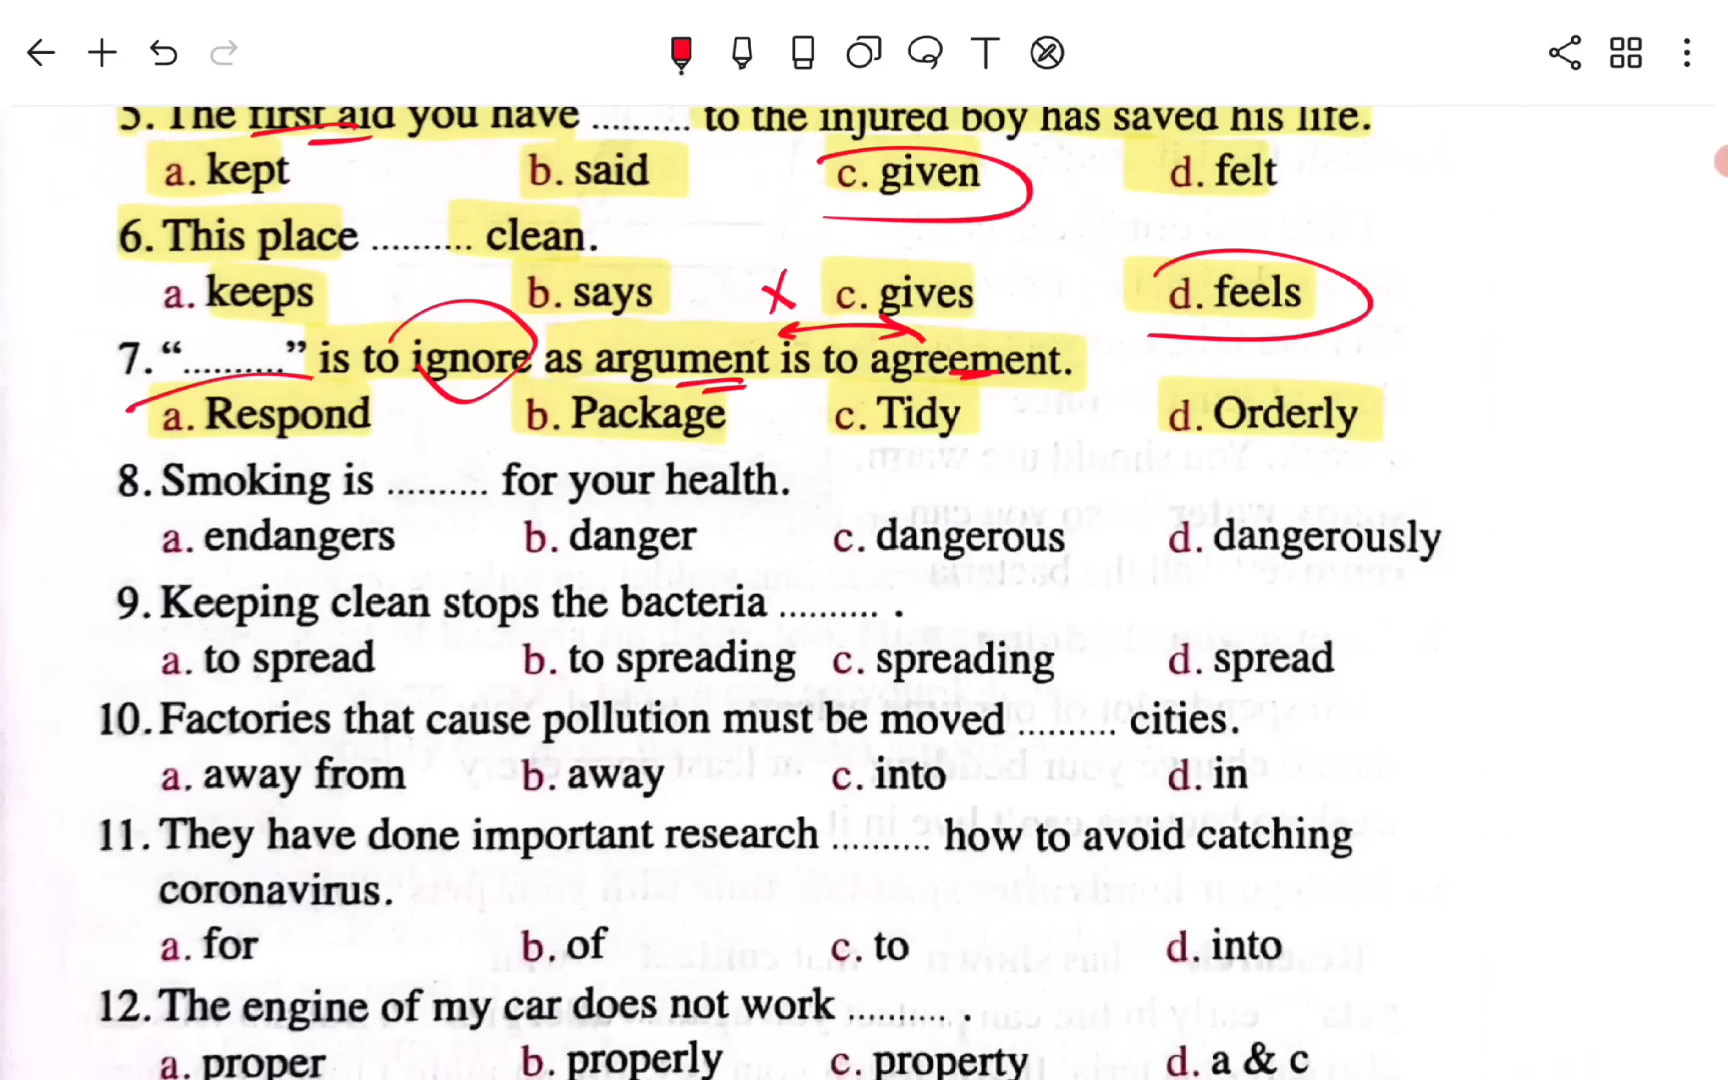 5. The first aid you have .......... to the injured boy has saved his life.
a. kept b. said c. given d. felt
6. This place .......... clean.
a. keeps b. says c. gives d. feels
7. “..........” is to ignore as argument is to agreement.
a. Respond b. Package c. Tidy d. Orderly
8. Smoking is .......... for your health.
a. endangers b. danger c. dangerous d. dangerously
9. Keeping clean stops the bacteria .......... .
a. to spread b. to spreading c. spreading d. spread
10. Factories that cause pollution must be moved .......... cities.
a. away from b. away c. into d. in
11. They have done important research .......... how to avoid catching
coronavirus.
a. for b. of c. to d. into
12. The engine of my car does not work .......... .
a. proper b. properly c. property d. a & c